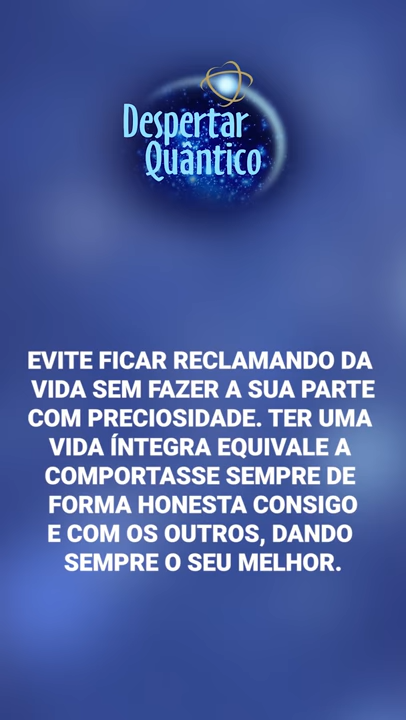 Despertar
Quântico
EVITE FICAR RECLAMANDO DA
VIDA SEM FAZER A SUA PARTE
COM PRECIOSIDADE. TER UMA
VIDA ÍNTEGRA EQUIVALE A
COMPORTASSE SEMPRE DE
FORMA HONESTA CONSIGO
E COM OS OUTROS, DANDO
SEMPRE O SEU MELHOR.